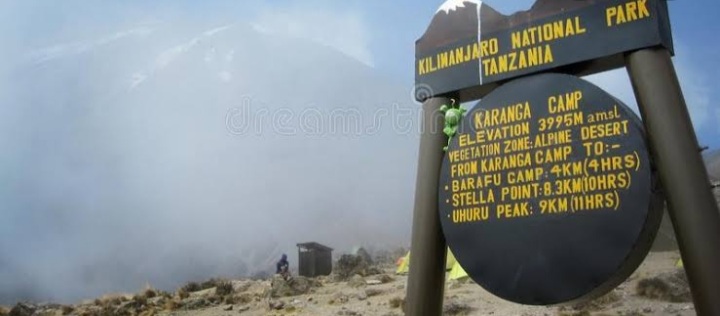 KILIMANJARO NATIONAL PARK
TANZANIA
KARANGA CAMP
ELEVATION 3995M amsl
VEGETATION ZONE: ALPINE DESERT
FROM KARANGA CAMP TO:-
• BARAFU CAMP: 4KM (4HRS)
• STELLA POINT: 8.3KM (10HRS)
• UHURU PEAK: 9KM (11HRS)
dreamstime